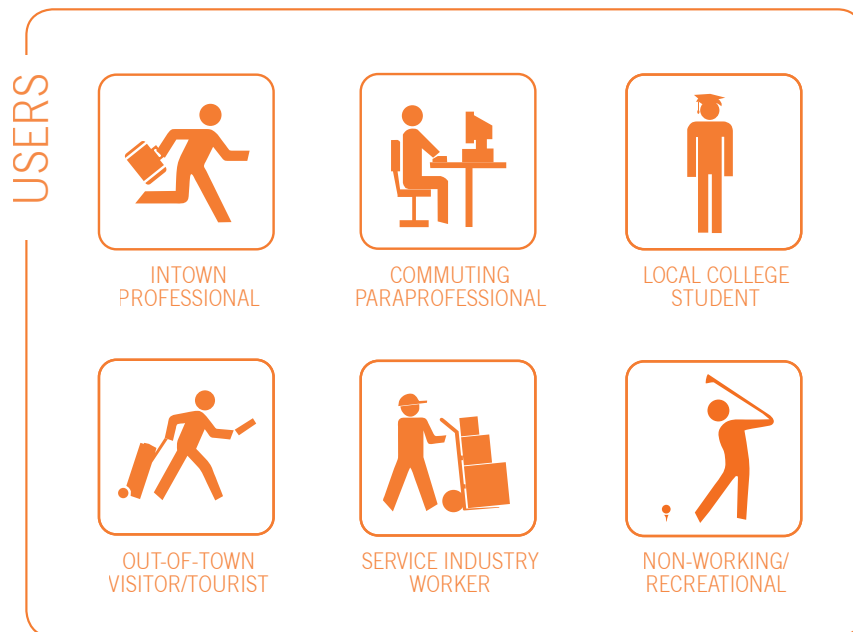 USERS
INTOWN
PROFESSIONAL
COMMUTING
PARAPROFESSIONAL
LOCAL COLLEGE
STUDENT
OUT-OF-TOWN
VISITOR/TOURIST
SERVICE INDUSTRY
WORKER
NON-WORKING/
RECREATIONAL